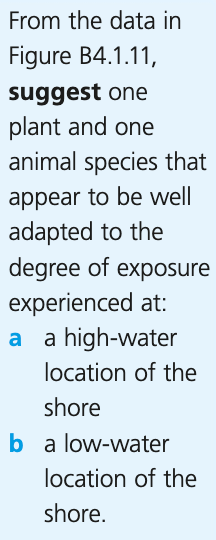 From the data in
Figure B4.1.11,
suggest one
plant and one
animal species that
appear to be well
adapted to the
degree of exposure
experienced at:
a a high-water
location of the
shore
b a low-water
location of the
shore.